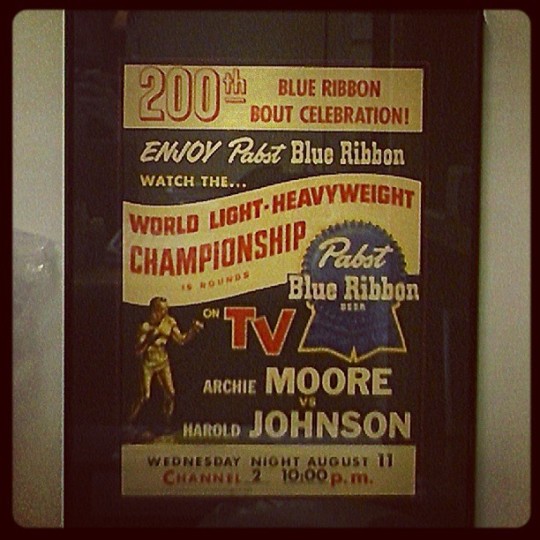 200th
BLUE RIBBON
BOUT CELEBRATION!
ENJOY Pabst Blue Ribbon
WATCH THE...
WORLD LIGHT-HEAVYWEIGHT
CHAMPIONSHIP
15 ROUNDS
Pabst
Blue Ribbon
BEER
ON TV
ARCHIE MOORE
VS
HAROLD JOHNSON
WEDNESDAY NIGHT AUGUST 11
CHANNEL 2 10:00 p.m.